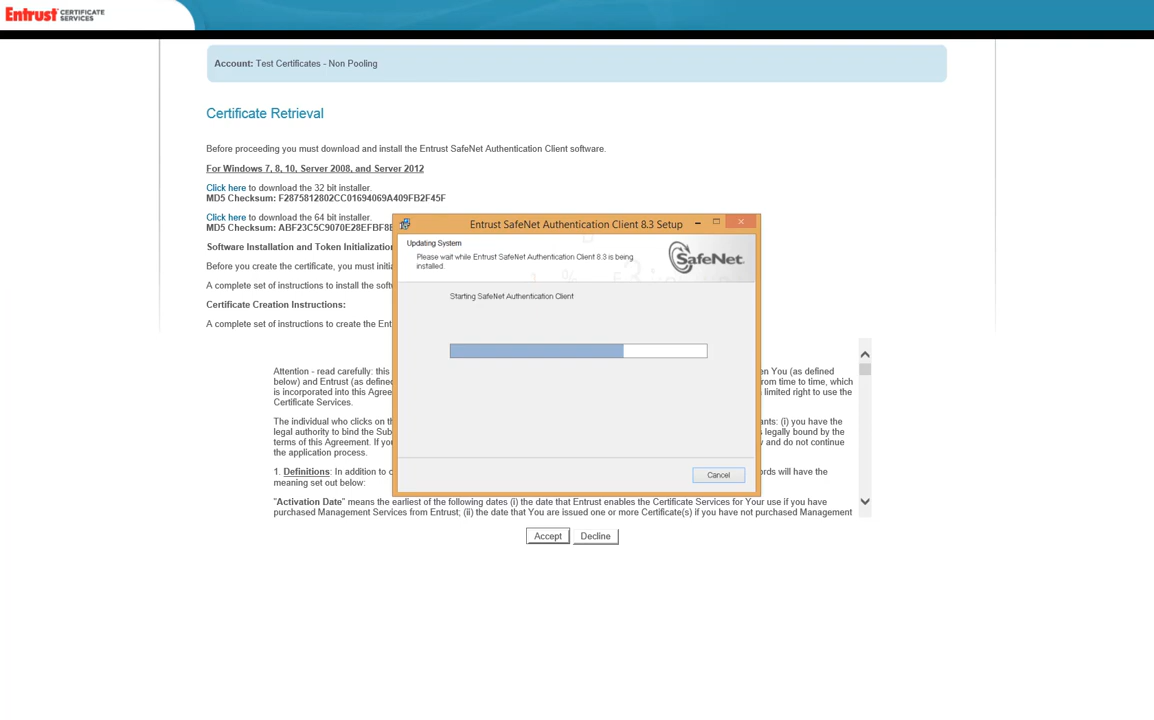 Entrust CERTIFICATE SERVICES
Account: Test Certificates - Non Pooling
Certificate Retrieval
Before proceeding you must download and install the Entrust SafeNet Authentication Client software.
For Windows 7, 8, 10, Server 2008, and Server 2012
Click here to download the 32 bit installer.
MD5 Checksum: F2875812802CC01694069A409FB2F45F
Click here to download the 64 bit installer.
MD5 Checksum: ABF23C5C9070E28EFBF8
Software Installation and Token Initialization
Before you create the certificate, you must initi
A complete set of instructions to install the soft
Certificate Creation Instructions:
A complete set of instructions to create the Ent
Entrust SafeNet Authentication Client 8.3 Setup
Updating System
Please wait while Entrust SafeNet Authentication Client 8.3 is being
installed.
SafeNet
Starting SafeNet Authentication Client
Cancel
Attention - read carefully: this en You (as defined
below) and Entrust (as define rom time to time, which
is incorporated into this Agree limited right to use the
Certificate Services.
The individual who clicks on th ants: (i) you have the
legal authority to bind the Sub legally bound by the
terms of this Agreement. If yo and do not continue
the application process.
1. Definitions: In addition to c ords will have the
meaning set out below:
"Activation Date" means the earliest of the following dates (i) the date that Entrust enables the Certificate Services for Your use if you have
purchased Management Services from Entrust; (ii) the date that You are issued one or more Certificate(s) if you have not purchased Management
Accept Decline